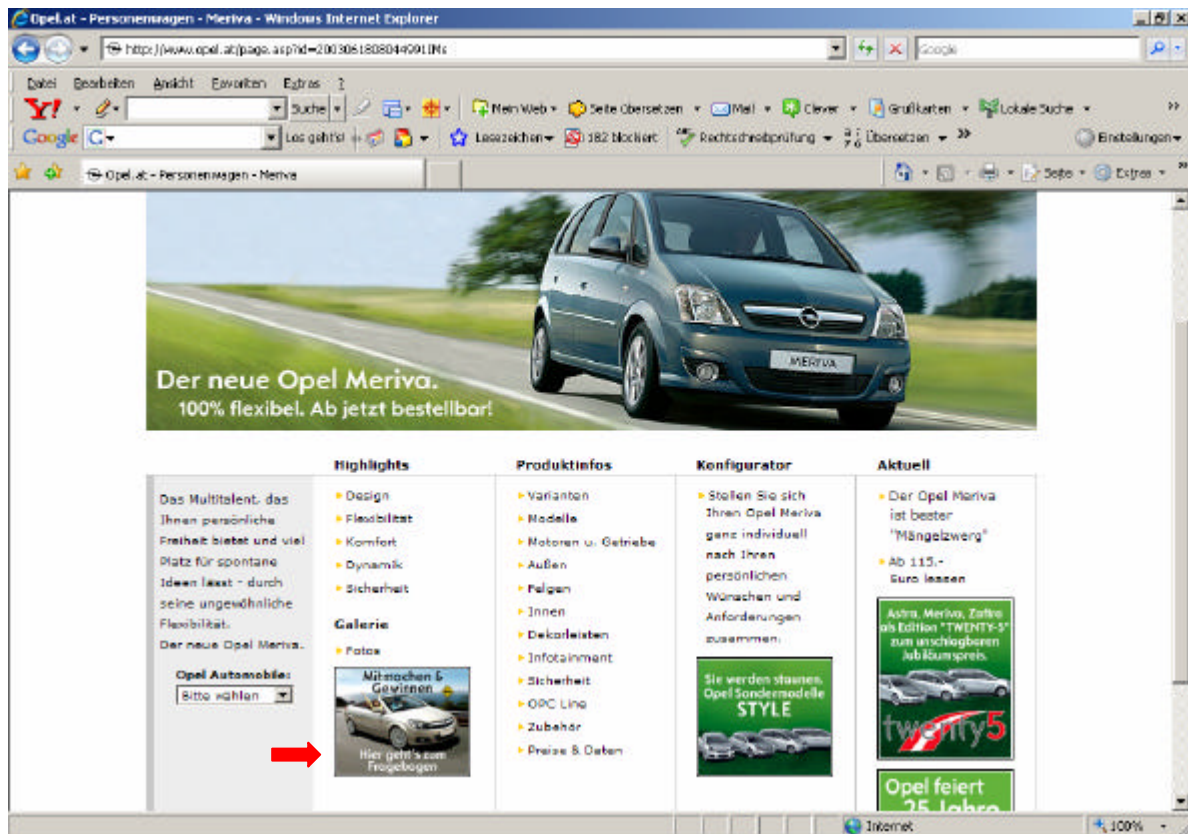 Opel.at - Personenwagen - Meriva - Windows Internet Explorer
http://www.opel.at/page.asp?id=2003061808044991IMs
Google
Datei Bearbeiten Ansicht Favoriten Extras ?
Y! Suche Mein Web Seite übersetzen Mail Clever Grußkarten Lokale Suche
Google G Los geht's! Lesezeichen 182 blockiert Rechtschreibprüfung Übersetzen Einstellungen
Opel.at - Personenwagen - Meriva
Seite Extras
MERIVA
Der neue Opel Meriva.
100% flexibel. Ab jetzt bestellbar!
Das Multitalent, das
Ihnen persönliche
Freiheit bietet und viel
Platz für spontane
Ideen lässt - durch
seine ungewöhnliche
Flexibilität.
Der neue Opel Meriva.
Opel Automobile:
Bitte wählen
Highlights
Design
Flexibilität
Komfort
Dynamik
Sicherheit
Galerie
Fotos
Mitmachen &
Gewinnen
Hier geht's zum
Fragebogen
Produktinfos
Varianten
Modelle
Motoren u. Getriebe
Außen
Felgen
Innen
Dekorleisten
Infotainment
Sicherheit
OPC Line
Zubehör
Preise & Daten
Konfigurator
Stellen Sie sich
Ihren Opel Meriva
ganz individuell
nach Ihren
persönlichen
Wünschen und
Anforderungen
zusammen.
Sie werden staunen.
Opel Sondermodelle
STYLE
Aktuell
Der Opel Meriva
ist bester
"Mängelzwerg"
Ab 115,-
Euro leasen
Astra, Meriva, Zafira
als Edition "TWENTY-5"
zum unschlagbaren
Jubiläumspreis.
twenty5
Opel feiert
25 Jahre
Internet
100%